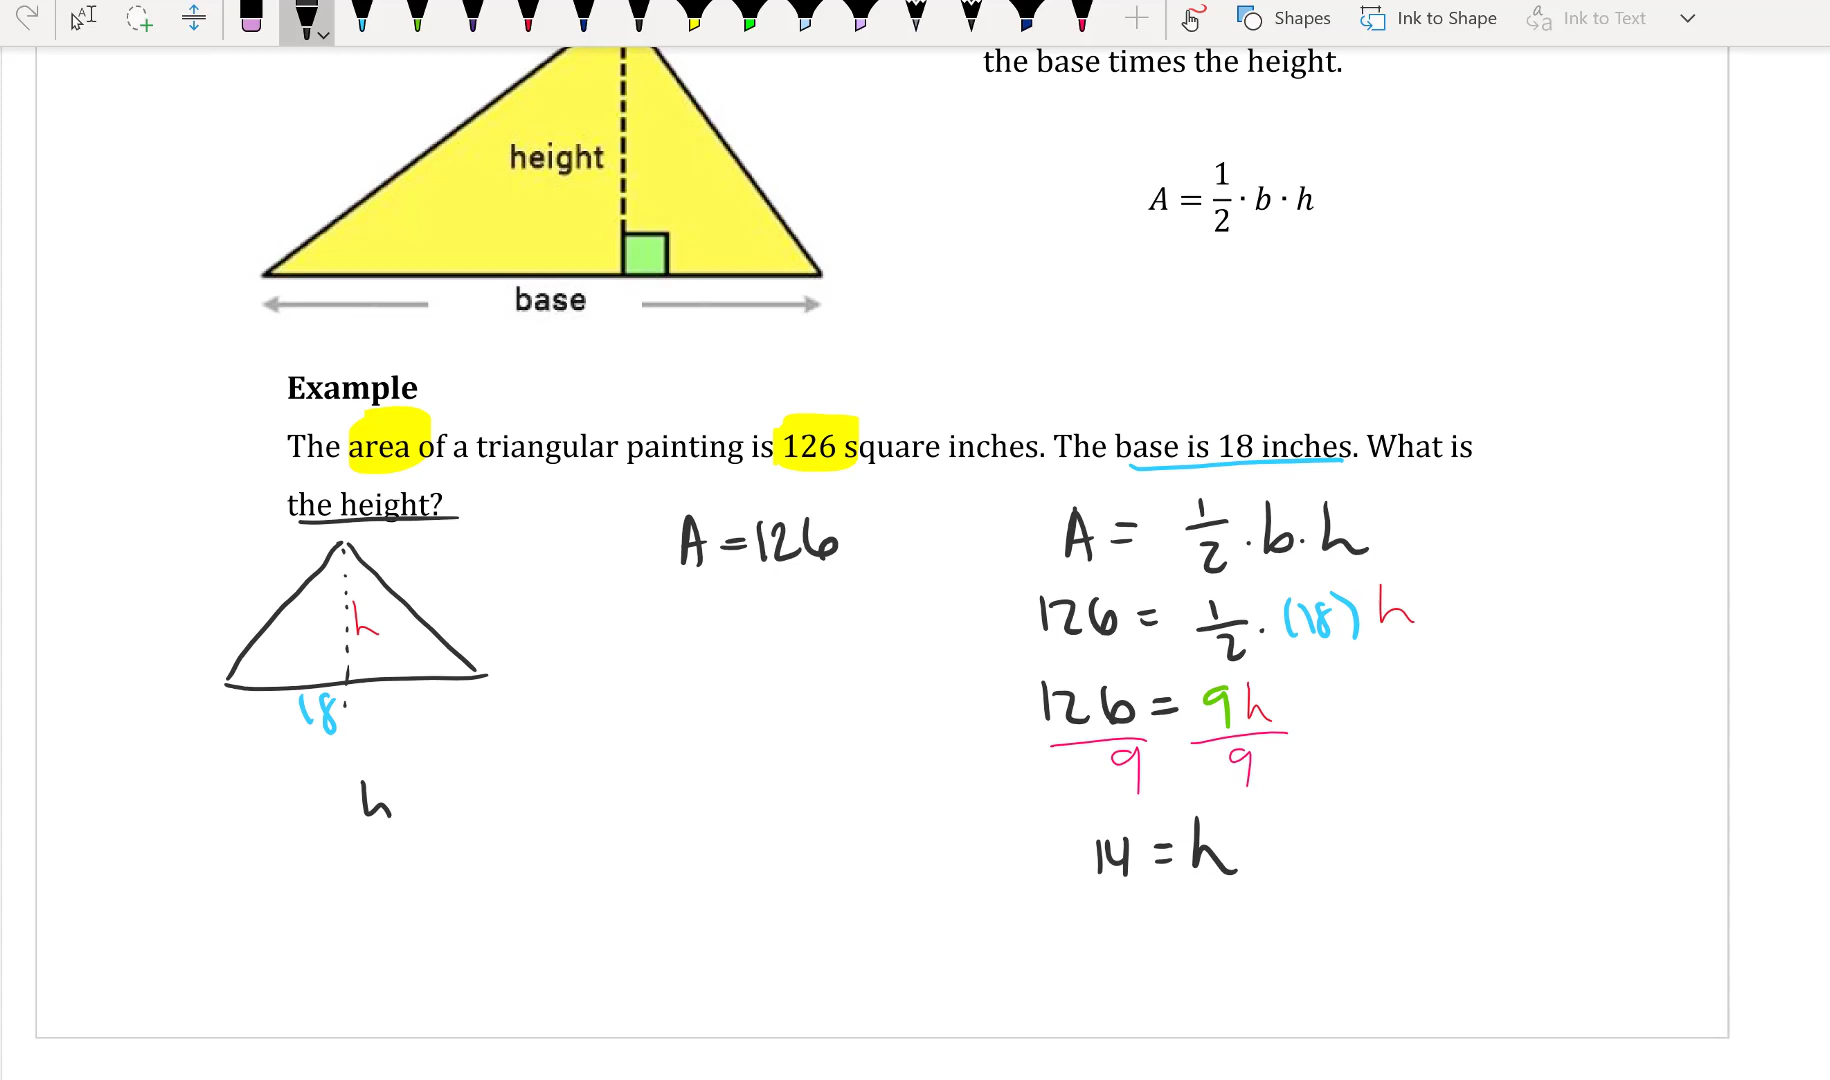 Shapes Ink to Shape Ink to Text
the base times the height.
height
A = 1/2 · b · h
base
Example
The area of a triangular painting is 126 square inches. The base is 18 inches. What is
the height?
A = 126
A = 1/2 · b · h
h
126 = 1/2 · (18) h
18
126 = 9h
9 9
h
14 = h